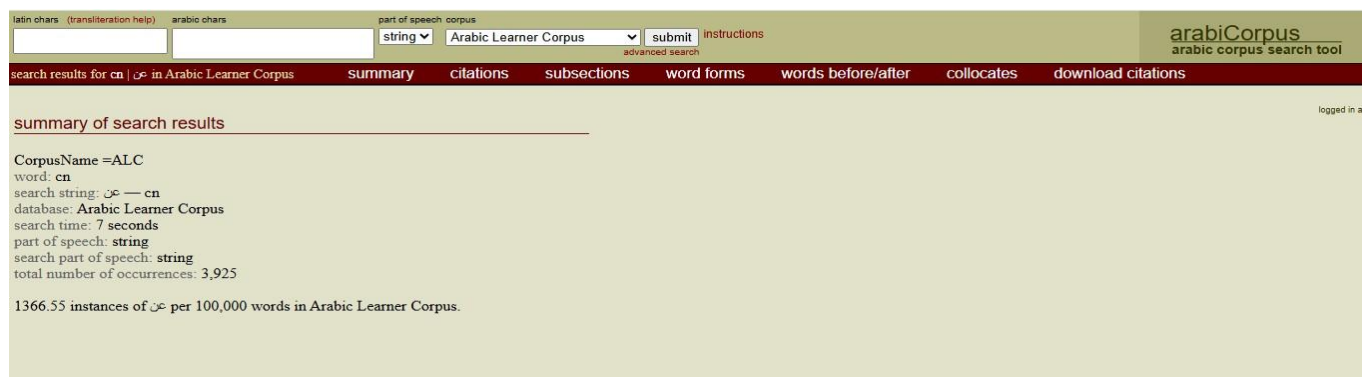 latin chars (transliteration help) arabic chars part of speech corpus
string Arabic Learner Corpus submit instructions
advanced search
arabiCorpus
arabic corpus search tool
search results for cn | عن in Arabic Learner Corpus summary citations subsections word forms words before/after collocates download citations
logged in a
summary of search results
CorpusName =ALC
word: cn
search string: عن — cn
database: Arabic Learner Corpus
search time: 7 seconds
part of speech: string
search part of speech: string
total number of occurrences: 3,925
1366.55 instances of عن per 100,000 words in Arabic Learner Corpus.